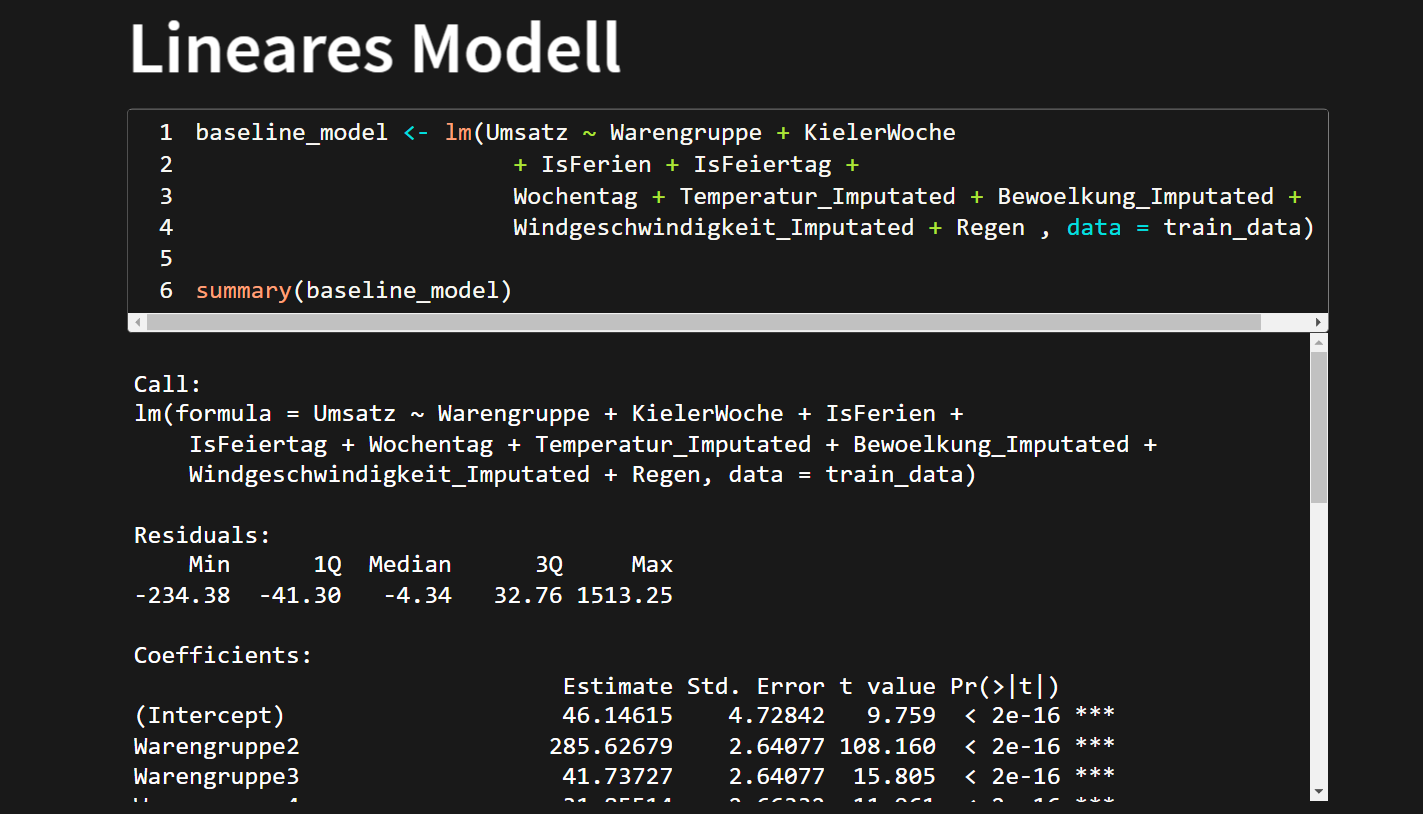 Lineares Modell
1 baseline_model <- lm(Umsatz ~ Warengruppe + KielerWoche
2 + IsFerien + IsFeiertag +
3 Wochentag + Temperatur_Imputated + Bewoelkung_Imputated +
4 Windgeschwindigkeit_Imputated + Regen , data = train_data)
5
6 summary(baseline_model)
Call:
lm(formula = Umsatz ~ Warengruppe + KielerWoche + IsFerien +
IsFeiertag + Wochentag + Temperatur_Imputated + Bewoelkung_Imputated +
Windgeschwindigkeit_Imputated + Regen, data = train_data)
Residuals:
Min 1Q Median 3Q Max
-234.38 -41.30 -4.34 32.76 1513.25
Coefficients:
Estimate Std. Error t value Pr(>|t|)
(Intercept) 46.14615 4.72842 9.759 < 2e-16 ***
Warengruppe2 285.62679 2.64077 108.160 < 2e-16 ***
Warengruppe3 41.73727 2.64077 15.805 < 2e-16 ***